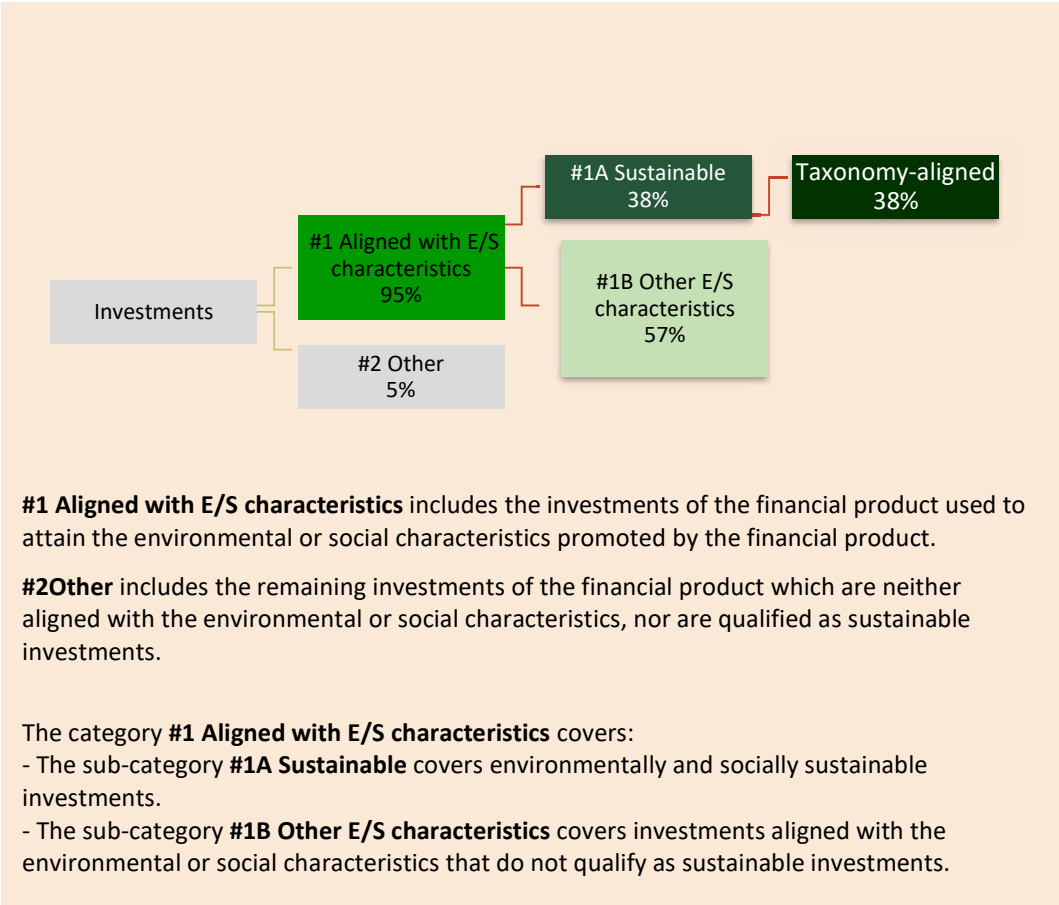 #1A Sustainable
38%
Taxonomy-aligned
38%
#1 Aligned with E/S
characteristics
95%
#1B Other E/S
characteristics
57%
Investments
#2 Other
5%
#1 Aligned with E/S characteristics includes the investments of the financial product used to
attain the environmental or social characteristics promoted by the financial product.
#2Other includes the remaining investments of the financial product which are neither
aligned with the environmental or social characteristics, nor are qualified as sustainable
investments.
The category #1 Aligned with E/S characteristics covers:
- The sub-category #1A Sustainable covers environmentally and socially sustainable
investments.
- The sub-category #1B Other E/S characteristics covers investments aligned with the
environmental or social characteristics that do not qualify as sustainable investments.